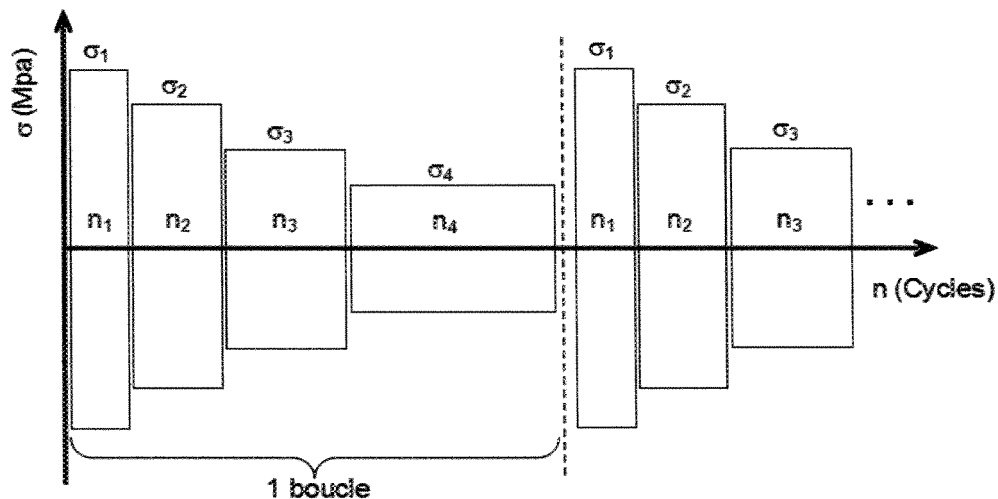 σ (Mpa)
σ₁
σ₂
σ₃
σ₄
σ₁
σ₂
σ₃
n₁
n₂
n₃
n₄
n₁
n₂
n₃
...
n (Cycles)
1 boucle